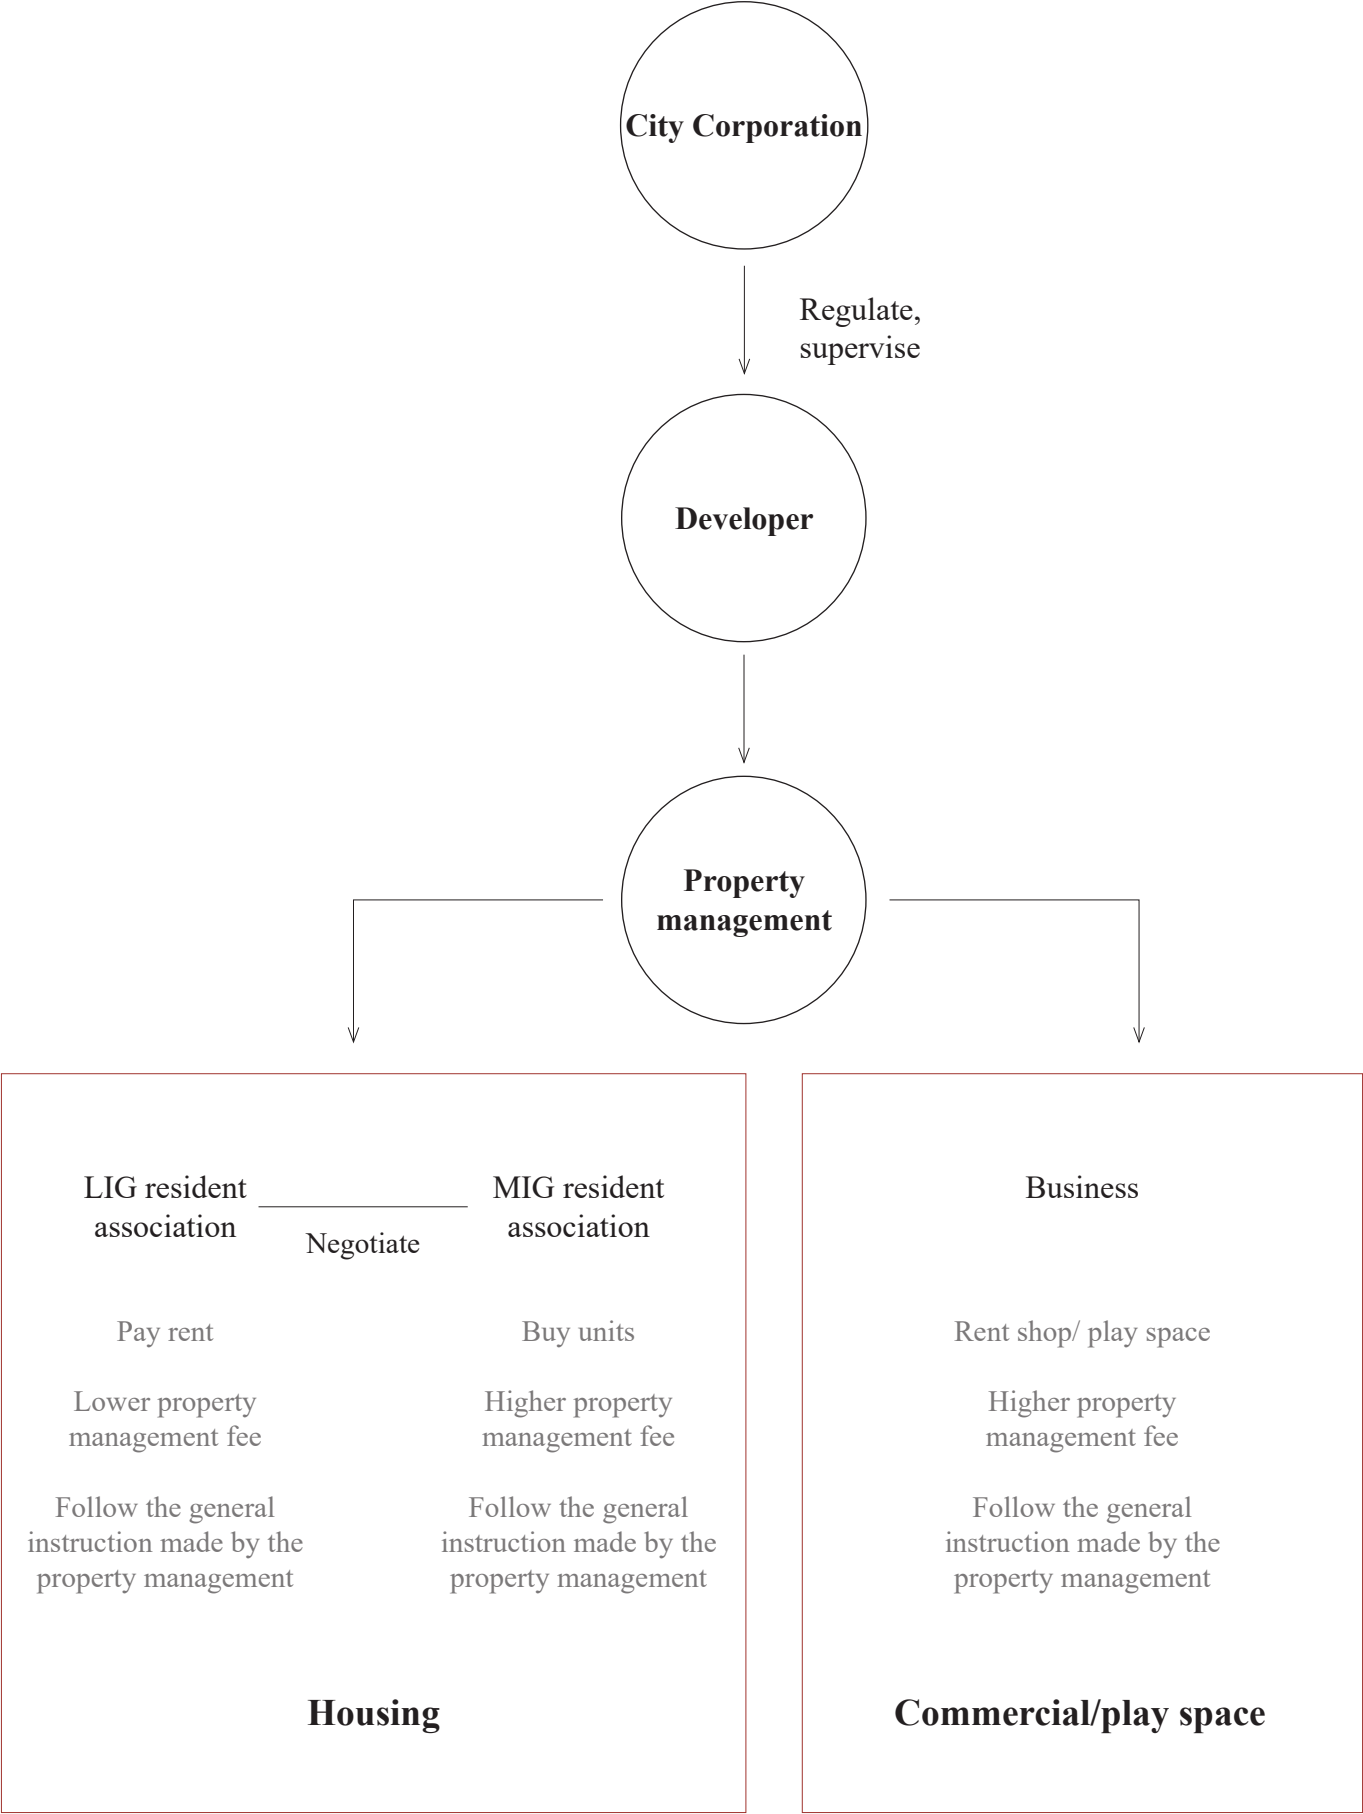 City Corporation
Regulate,
supervise
Developer
Property
management
LIG resident
association
Negotiate
MIG resident
association
Business
Pay rent
Buy units
Rent shop/ play space
Lower property
management fee
Higher property
management fee
Higher property
management fee
Follow the general
instruction made by the
property management
Follow the general
instruction made by the
property management
Follow the general
instruction made by the
property management
Housing
Commercial/play space